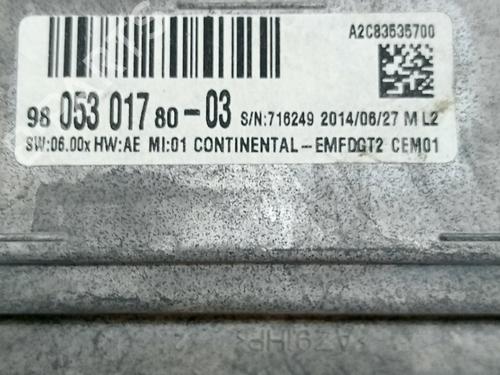 A2C83535700
98 053 017 80-03 S/N:716249 2014/06/27 M L2
SW:06.00x HW:AE MI:01 CONTINENTAL-EMFDGT2 CEM01